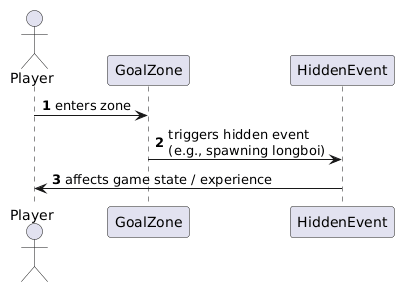 Player
GoalZone
HiddenEvent
1 enters zone
2 triggers hidden event
(e.g., spawning longboi)
3 affects game state / experience
Player
GoalZone
HiddenEvent